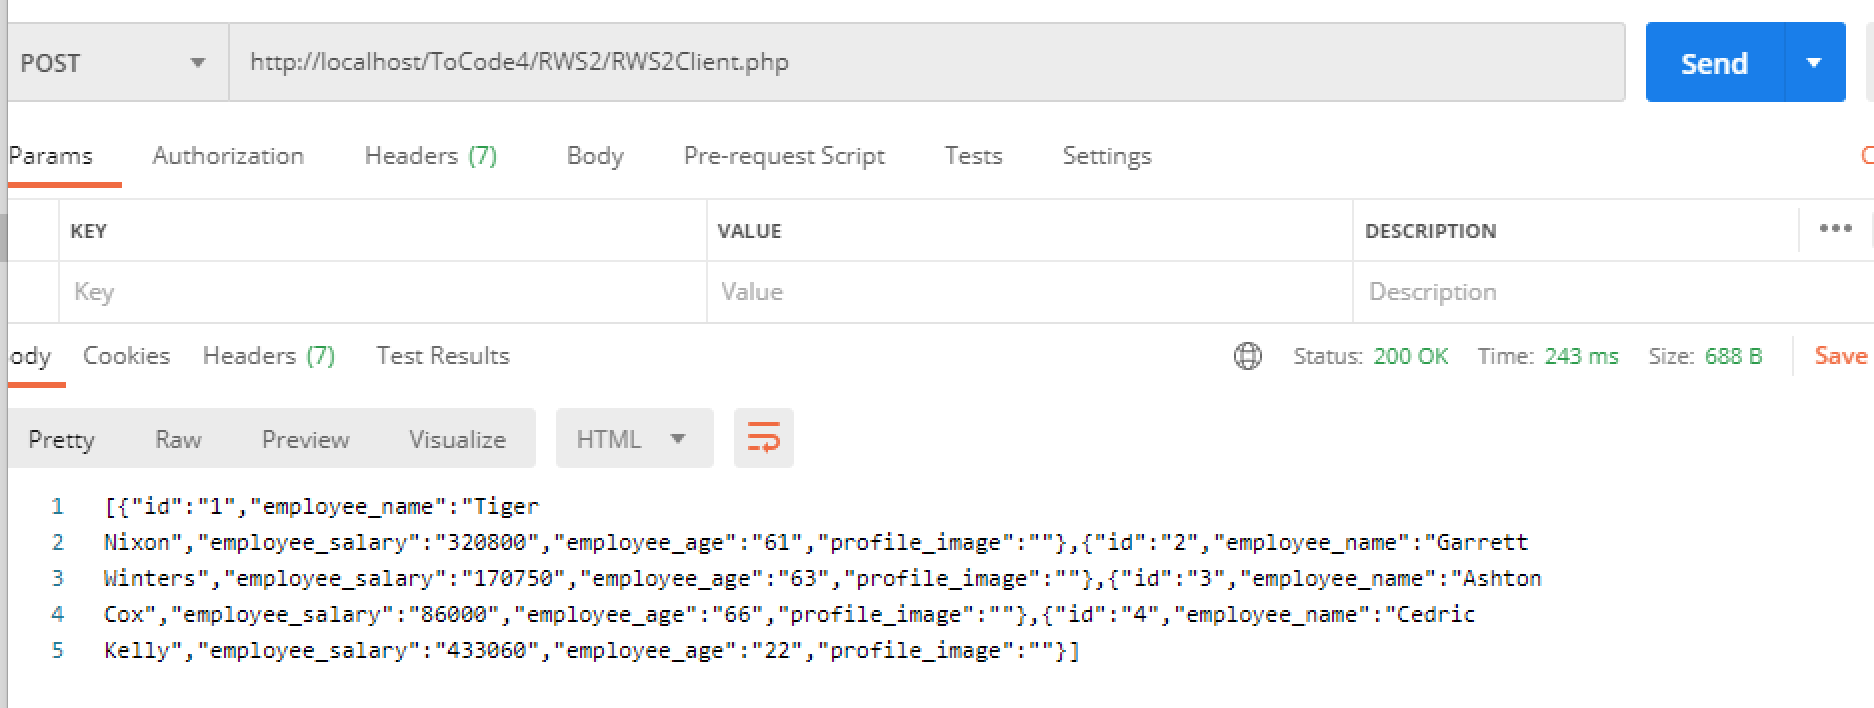 POST http://localhost/ToCode4/RWS2/RWS2Client.php Send
Params Authorization Headers (7) Body Pre-request Script Tests Settings
KEY VALUE DESCRIPTION
Key Value Description
ody Cookies Headers (7) Test Results Status: 200 OK Time: 243 ms Size: 688 B Save
Pretty Raw Preview Visualize HTML
1 [{"id":"1","employee_name":"Tiger
2 Nixon","employee_salary":"320800","employee_age":"61","profile_image":""},{"id":"2","employee_name":"Garrett
3 Winters","employee_salary":"170750","employee_age":"63","profile_image":""},{"id":"3","employee_name":"Ashton
4 Cox","employee_salary":"86000","employee_age":"66","profile_image":""},{"id":"4","employee_name":"Cedric
5 Kelly","employee_salary":"433060","employee_age":"22","profile_image":""}]